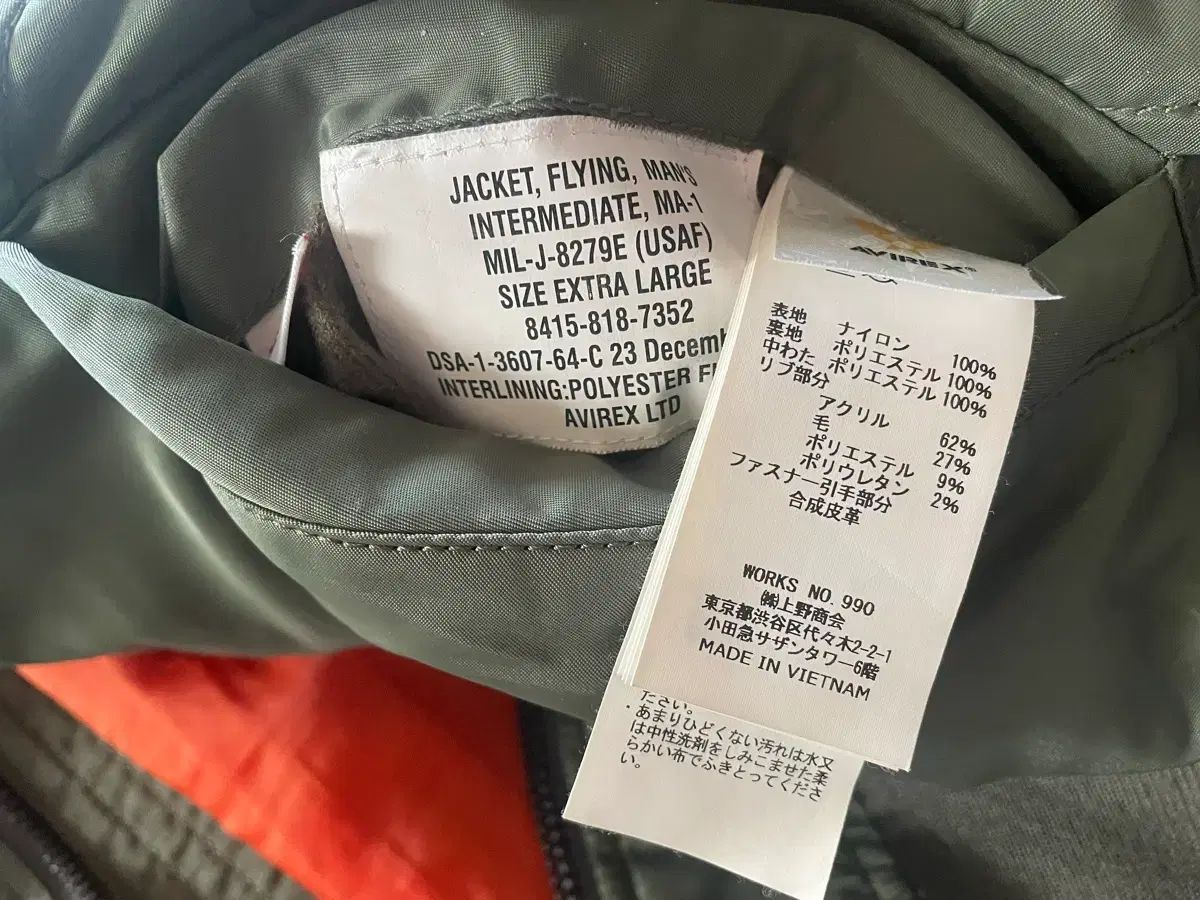 JACKET, FLYING, MAN'S
INTERMEDIATE, MA-1
MIL-J-8279E (USAF)
SIZE EXTRA LARGE
8415-818-7352
DSA-1-3607-64-C 23
INTERLINING:POLYESTER
AVIREX LTD
AVIREX®
表地 ナイロン 100%
裏地 ポリエステル 100%
中わた ポリエステル 100%
リブ部分
アクリル 62%
毛 27%
ポリエステル 9%
ポリウレタン 2%
ファスナー引手部分
合成皮革
WORKS NO. 990
㈱上野商会
東京都渋谷区代々木2-2-1
小田急サザンタワー6階
MADE IN VIETNAM
ださい。
・あまりひどくない汚れは水又
は中性洗剤をしみこませた柔
らかい布でふきとってくださ
い。